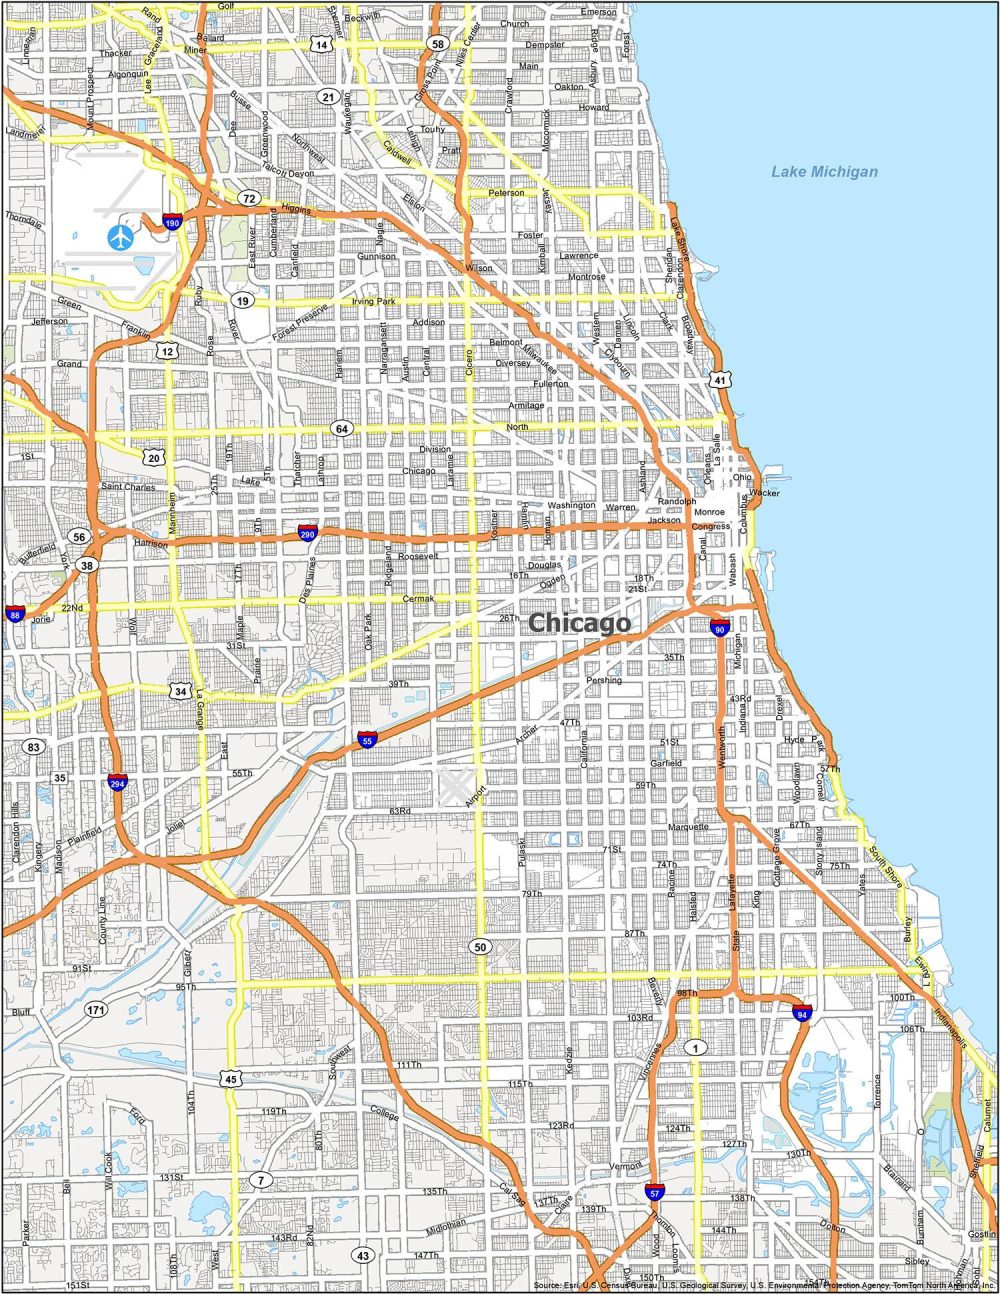 Golf
Rand
Graceland
Linneman
Ballard
Miner
Shermer
Beckwith
14
58
Niles Center
Church
Emerson
Ridge
Forest
Dempster
Thacker
Algonquin
Mount Prospect
Lee
Busse
21
Waukegan
Gross Point
Main
Oakton
Asbury
Crawford
Howard
Landmeier
Dee
Greenwood
Northwest
Touhy
Lehigh
Pratt
Mccormick
Caldwell
Talcott
Devon
Lake Michigan
72
Higgins
Elston
Peterson
Jersey
Thorndale
190
East River
Cumberland
Canfield
Nagle
Gunnison
Foster
Kimball
Lawrence
Wilson
Montrose
Lake Shore
Sheridan
Clarendon
Green
Ruby
19
Irving Park
Jefferson
Franklin
River
Forest Preserve
Addison
Western
Damen
Lincoln
Clark
Broadway
12
Rose
Harlem
Narragansett
Austin
Central
Cicero
Belmont
Milwaukee
Diversey
Clybourn
Grand
Fullerton
41
Armitage
64
North
1St
20
19Th
5Th
Thatcher
Lathrop
Division
Laramie
Chicago
Ashland
Orleans
La Salle
Ohio
Saint Charles
25Th
Lake
Wacker
Mannheim
9Th
Kostner
Hamlin
Homan
Washington
Warren
Randolph
Monroe
Columbus
Jackson
Congress
56
Butterfield
York
Harrison
290
Ridgeland
Roosevelt
Canal
Wabash
38
17Th
Des Plaines
Douglas
16Th
Ogden
18Th
21St
88
Jorie
22Nd
Wolf
Maple
Cermak
Oak Park
26Th
Chicago
90
31St
Prairie
35Th
Michigan
39Th
Pershing
34
La Grange
43Rd
Indiana
Drexel
83
East
55
Archer
47Th
California
51St
Wentworth
Hyde Park
35
294
55Th
Garfield
57Th
59Th
Woodlawn
Cornell
Airport
Clarendon Hills
Kingery
Madison
Plainfield
Joliet
63Rd
Marquette
67Th
Pulaski
71St
Cottage Grove
Stony Island
South Shore
74Th
75Th
Racine
Halsted
Lafayette
King
Yates
County Line
79Th
87Th
State
Burley
50
91St
Gilbert
95Th
Beverly
Ewing
98Th
100Th
Bluff
171
103Rd
94
106Th
Indianapolis
Vincennes
1
Southwest
111Th
Kedzie
45
104Th
115Th
Torrence
Ford
119Th
College
123Rd
124Th
Calumet
80Th
127Th
O
Bell
Will Cook
131St
7
Vermont
130Th
Brainard
Sheffield
135Th
Cal Sag
137Th
Claire
139Th
57
138Th
Parker
Midlothian
Thornton
Dolton
Burnham
143Rd
82Nd
144Th
Gostlin
108Th
West
43
147Th
Wood
Loomis
Sibley
151St
Dixie
150Th
154Th
Hohman
Sohl
Source: Esri, U.S. Census Bureau, U.S. Geological Survey, U.S. Environmental Protection Agency, TomTom North America, Inc.